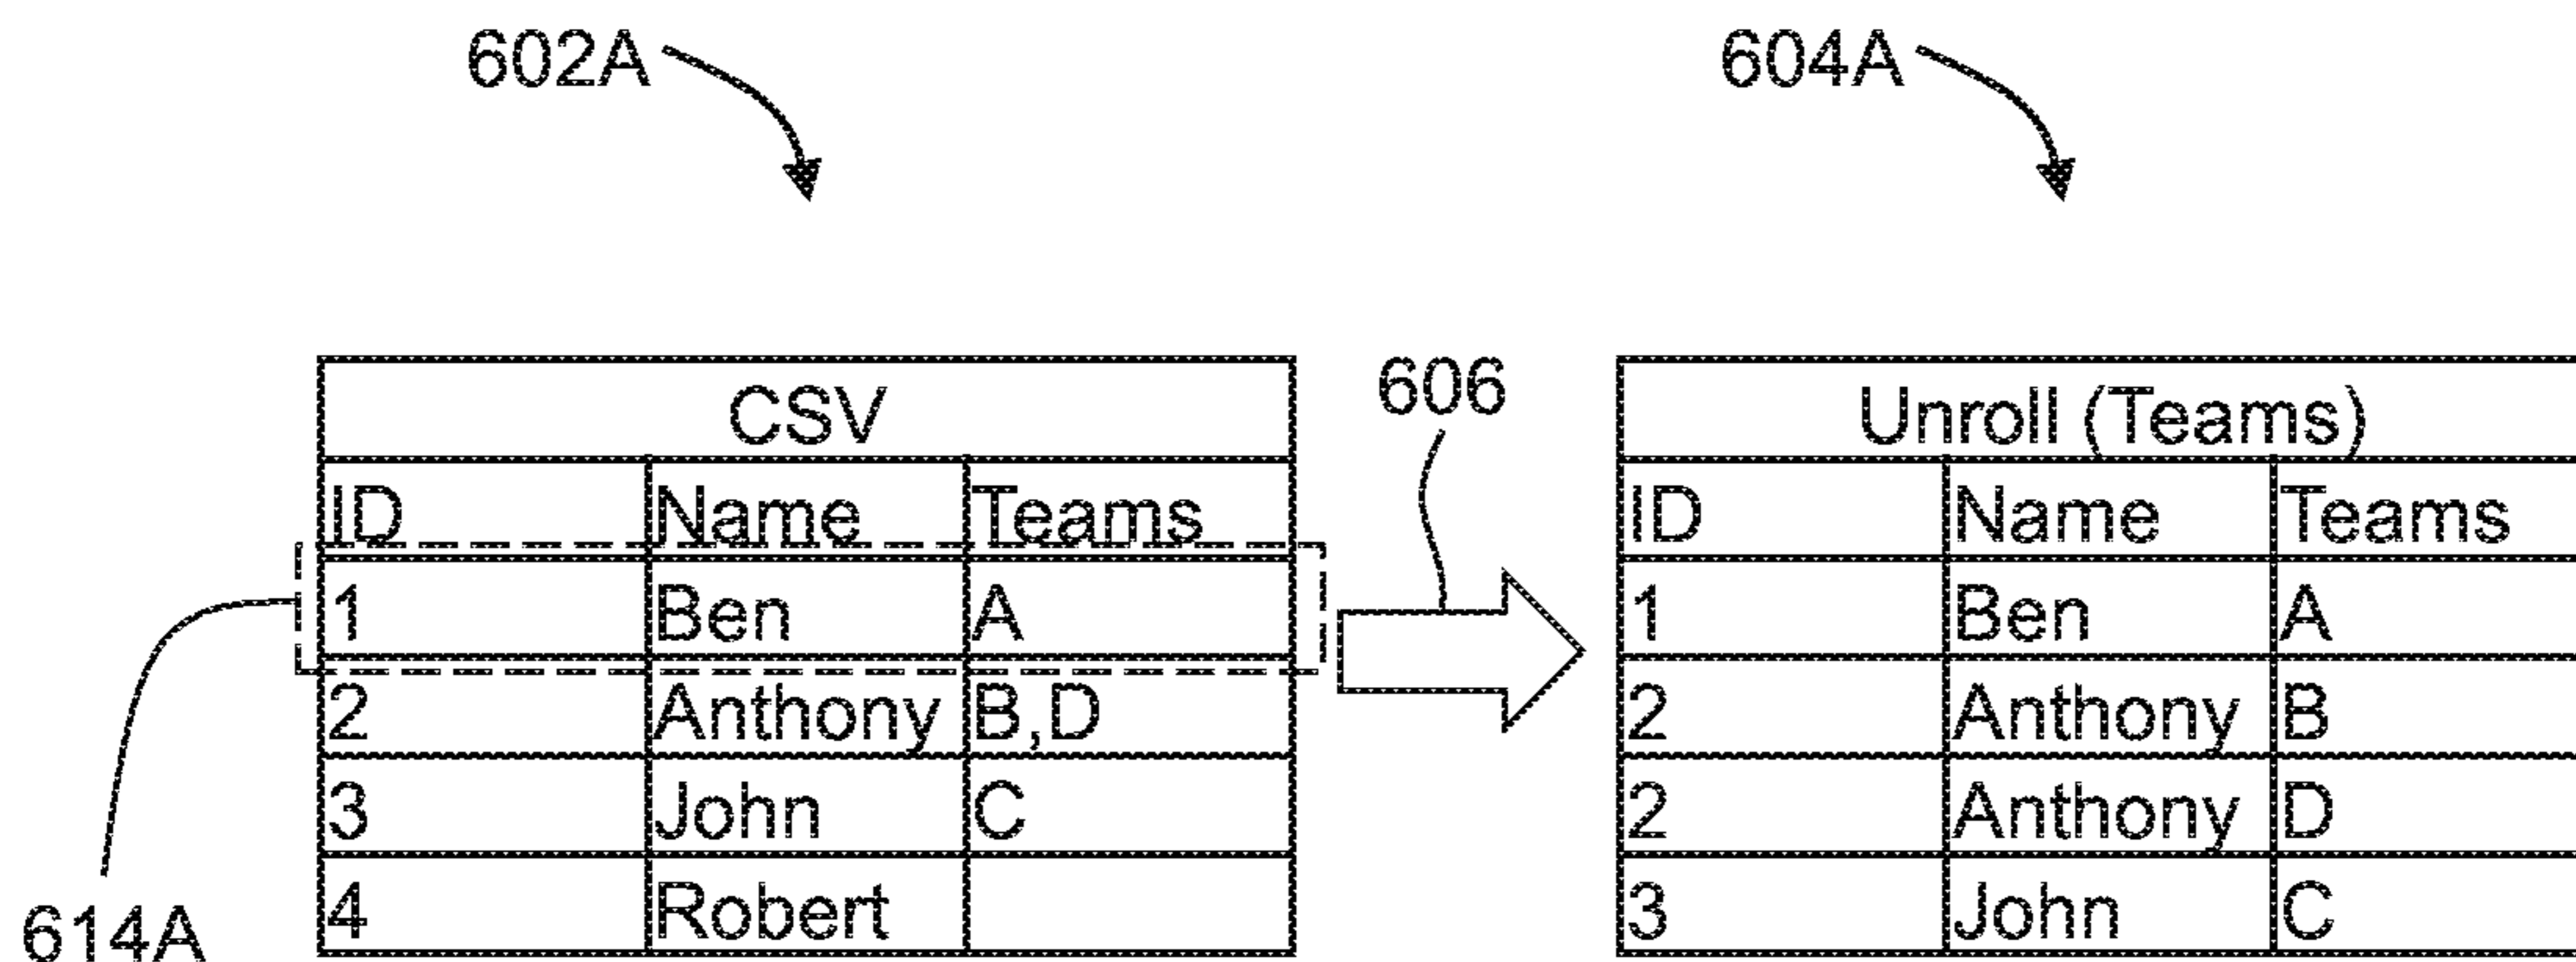 602A
604A
606
CSV
ID Name Teams
1 Ben A
2 Anthony B,D
3 John C
4 Robert
Unroll (Teams)
ID Name Teams
1 Ben A
2 Anthony B
2 Anthony D
3 John C
614A